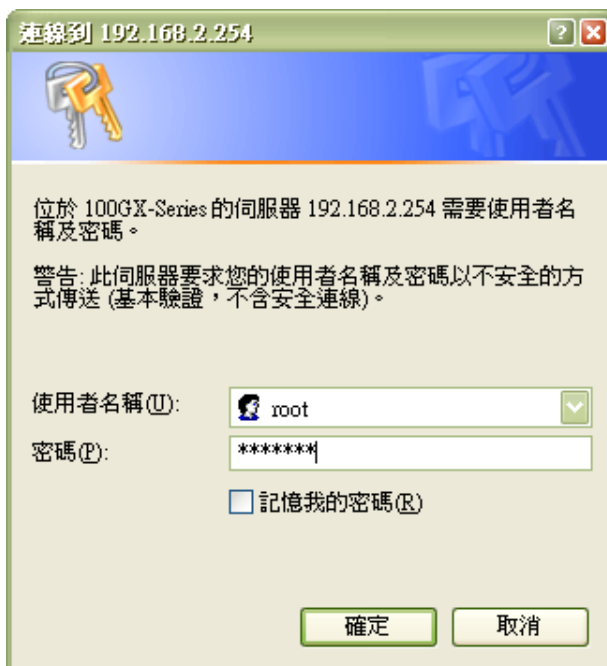 連線到 192.168.2.254
位於 100GX-Series 的伺服器 192.168.2.254 需要使用者名
稱及密碼。
警告: 此伺服器要求您的使用者名稱及密碼以不安全的方
式傳送 (基本驗證，不含安全連線)。
使用者名稱(U): root
密碼(P): *******
記憶我的密碼(R)
確定 取消